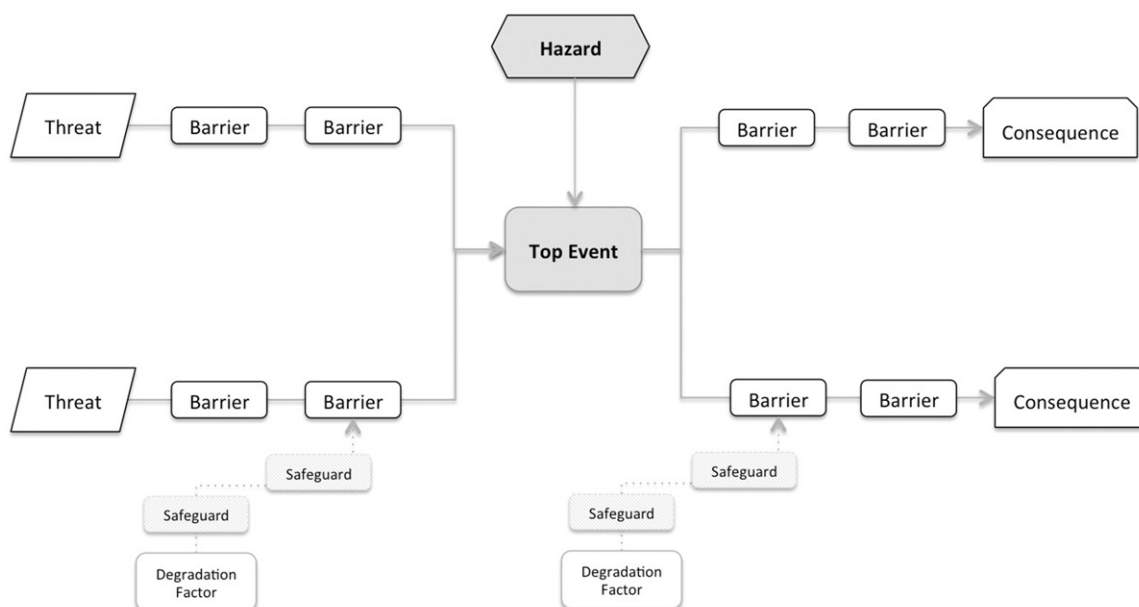 Hazard
Threat
Barrier
Barrier
Barrier
Barrier
Consequence
Top Event
Threat
Barrier
Barrier
Barrier
Barrier
Consequence
Safeguard
Safeguard
Safeguard
Safeguard
Degradation
Factor
Degradation
Factor